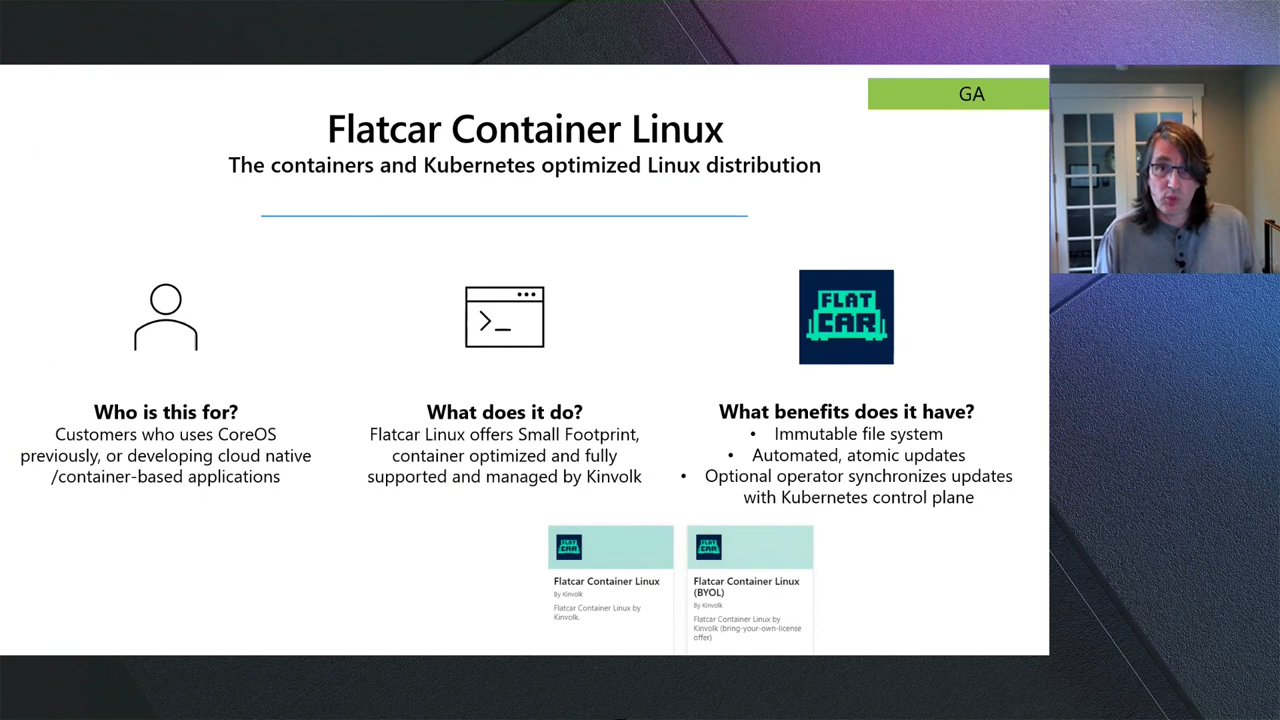 GA
Flatcar Container Linux
The containers and Kubernetes optimized Linux distribution
FLAT
CAR
Who is this for?
Customers who uses CoreOS
previously, or developing cloud native
/container-based applications
What does it do?
Flatcar Linux offers Small Footprint,
container optimized and fully
supported and managed by Kinvolk
What benefits does it have?
• Immutable file system
• Automated, atomic updates
• Optional operator synchronizes updates
with Kubernetes control plane
FLAT
CAR
Flatcar Container Linux
By Kinvolk
Flatcar Container Linux by
Kinvolk.
FLAT
CAR
Flatcar Container Linux
(BYOL)
By Kinvolk
Flatcar Container Linux by
Kinvolk (bring-your-own-license
offer)